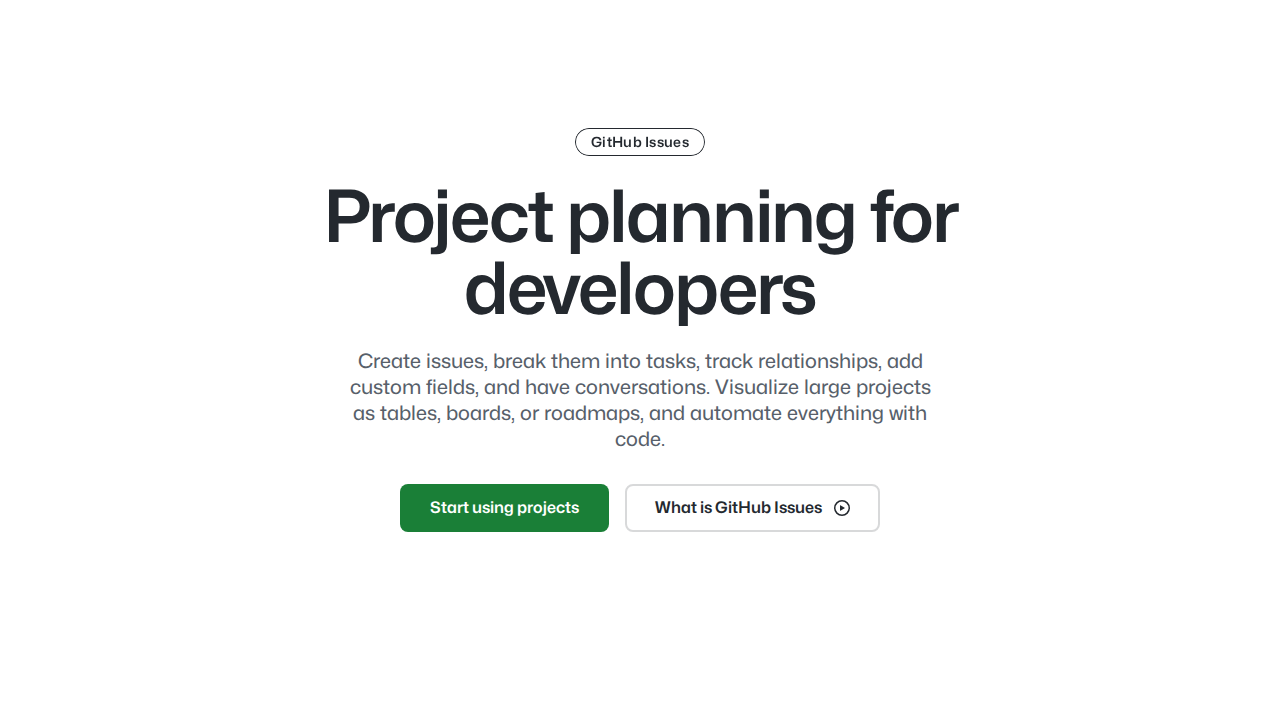 GitHub Issues
Project planning for
developers
Create issues, break them into tasks, track relationships, add
custom fields, and have conversations. Visualize large projects
as tables, boards, or roadmaps, and automate everything with
code.
Start using projects
What is GitHub Issues